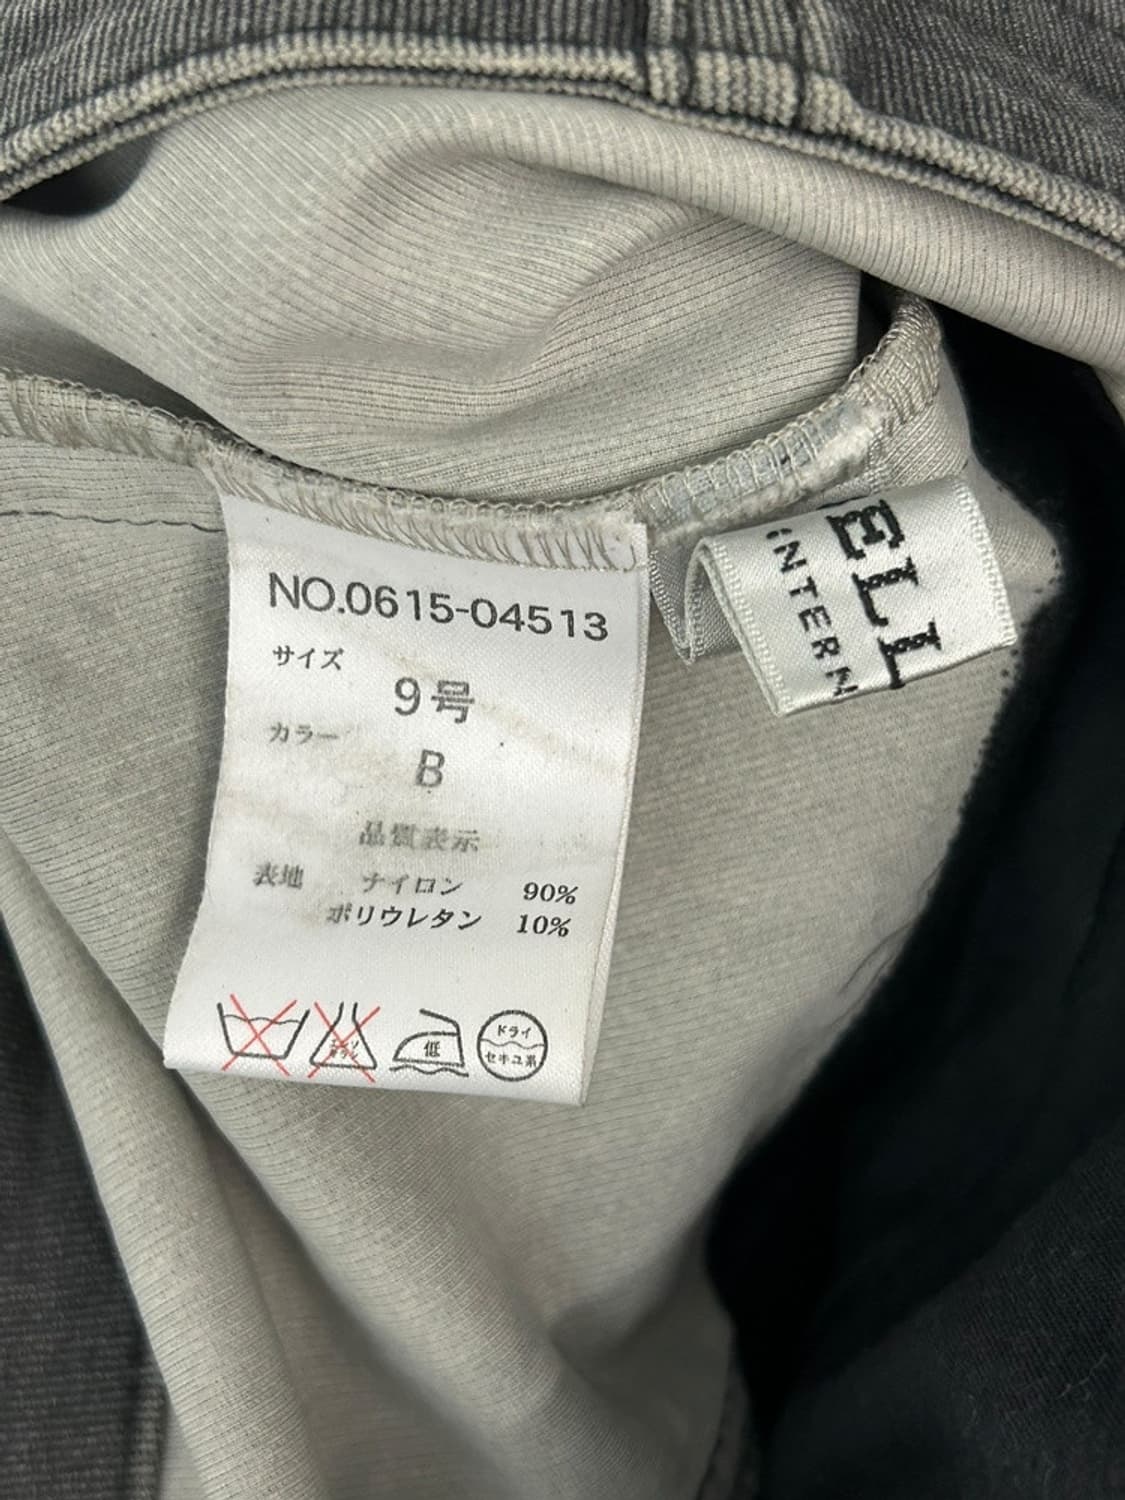 NO.0615-04513
サイズ
9号
カラー
B
品質表示
表地 ナイロン 90%
ポリウレタン 10%
低
ドライ
セキユ系
ELL
INTERN